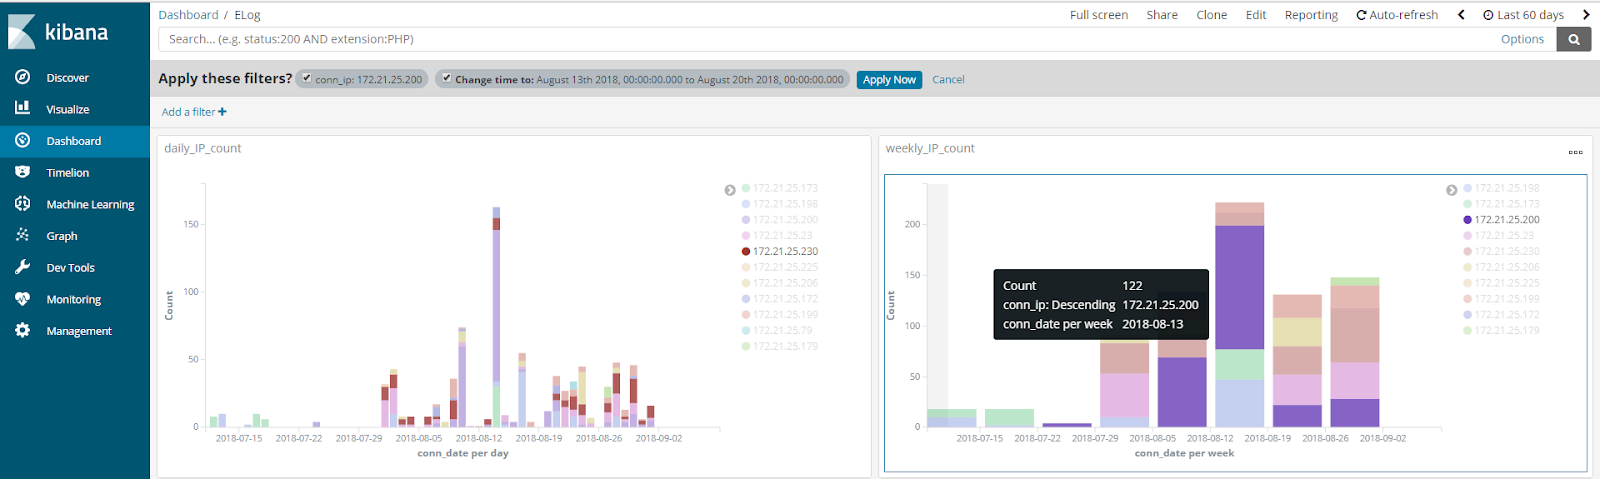 kibana
Discover
Visualize
Dashboard
Timelion
Machine Learning
Graph
Dev Tools
Monitoring
Management
Dashboard / ELog
Full screen Share Clone Edit Reporting Auto-refresh Last 60 days
Search... (e.g. status:200 AND extension:PHP) Options
Apply these filters? conn_ip: 172.21.25.200 Change time to: August 13th 2018, 00:00:00.000 to August 20th 2018, 00:00:00.000 Apply Now Cancel
Add a filter
daily_IP_count
150
100
50
0
Count
2018-07-15 2018-07-22 2018-07-29 2018-08-05 2018-08-12 2018-08-19 2018-08-26 2018-09-02
conn_date per day
172.21.25.173
172.21.25.198
172.21.25.200
172.21.25.23
172.21.25.230
172.21.25.225
172.21.25.206
172.21.25.172
172.21.25.199
172.21.25.79
172.21.25.179
weekly_IP_count
200
150
100
50
0
Count
Count 122
conn_ip: Descending 172.21.25.200
conn_date per week 2018-08-13
2018-07-15 2018-07-22 2018-07-29 2018-08-05 2018-08-12 2018-08-19 2018-08-26 2018-09-02
conn_date per week
172.21.25.198
172.21.25.173
172.21.25.200
172.21.25.23
172.21.25.230
172.21.25.206
172.21.25.225
172.21.25.199
172.21.25.172
172.21.25.179